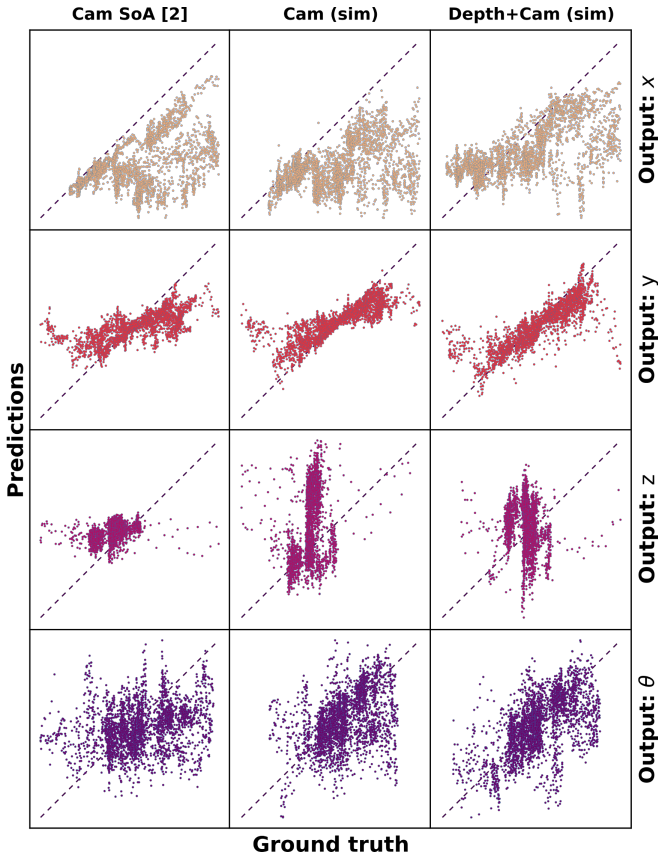 Cam SoA [2]
Cam (sim)
Depth+Cam (sim)
Output: x
Output: y
Output: z
Output: θ
Predictions
Ground truth